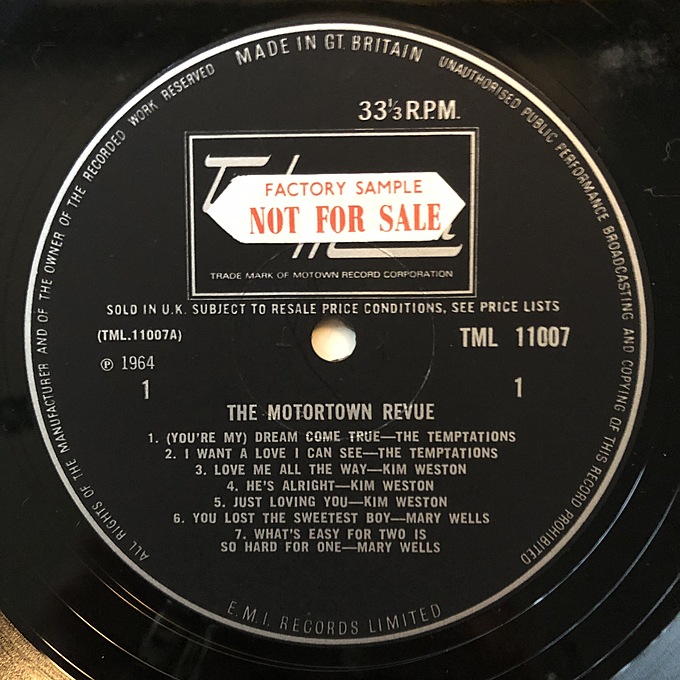 MADE IN GT. BRITAIN
UNAUTHORISED PUBLIC PERFORMANCE BROADCASTING AND COPYING OF THIS RECORD PROHIBITED
ALL RIGHTS OF THE MANUFACTURER AND OF THE OWNER OF THE RECORDED WORK RESERVED
33⅓ R.P.M.
FACTORY SAMPLE
NOT FOR SALE
TRADE MARK OF MOTOWN RECORD CORPORATION
SOLD IN U.K. SUBJECT TO RESALE PRICE CONDITIONS, SEE PRICE LISTS
(TML.11007A) TML 11007
℗ 1964
1 1
THE MOTORTOWN REVUE
1. (YOU'RE MY) DREAM COME TRUE—THE TEMPTATIONS
2. I WANT A LOVE I CAN SEE—THE TEMPTATIONS
3. LOVE ME ALL THE WAY—KIM WESTON
4. HE'S ALRIGHT—KIM WESTON
5. JUST LOVING YOU—KIM WESTON
6. YOU LOST THE SWEETEST BOY—MARY WELLS
7. WHAT'S EASY FOR TWO IS
SO HARD FOR ONE—MARY WELLS
E.M.I. RECORDS LIMITED